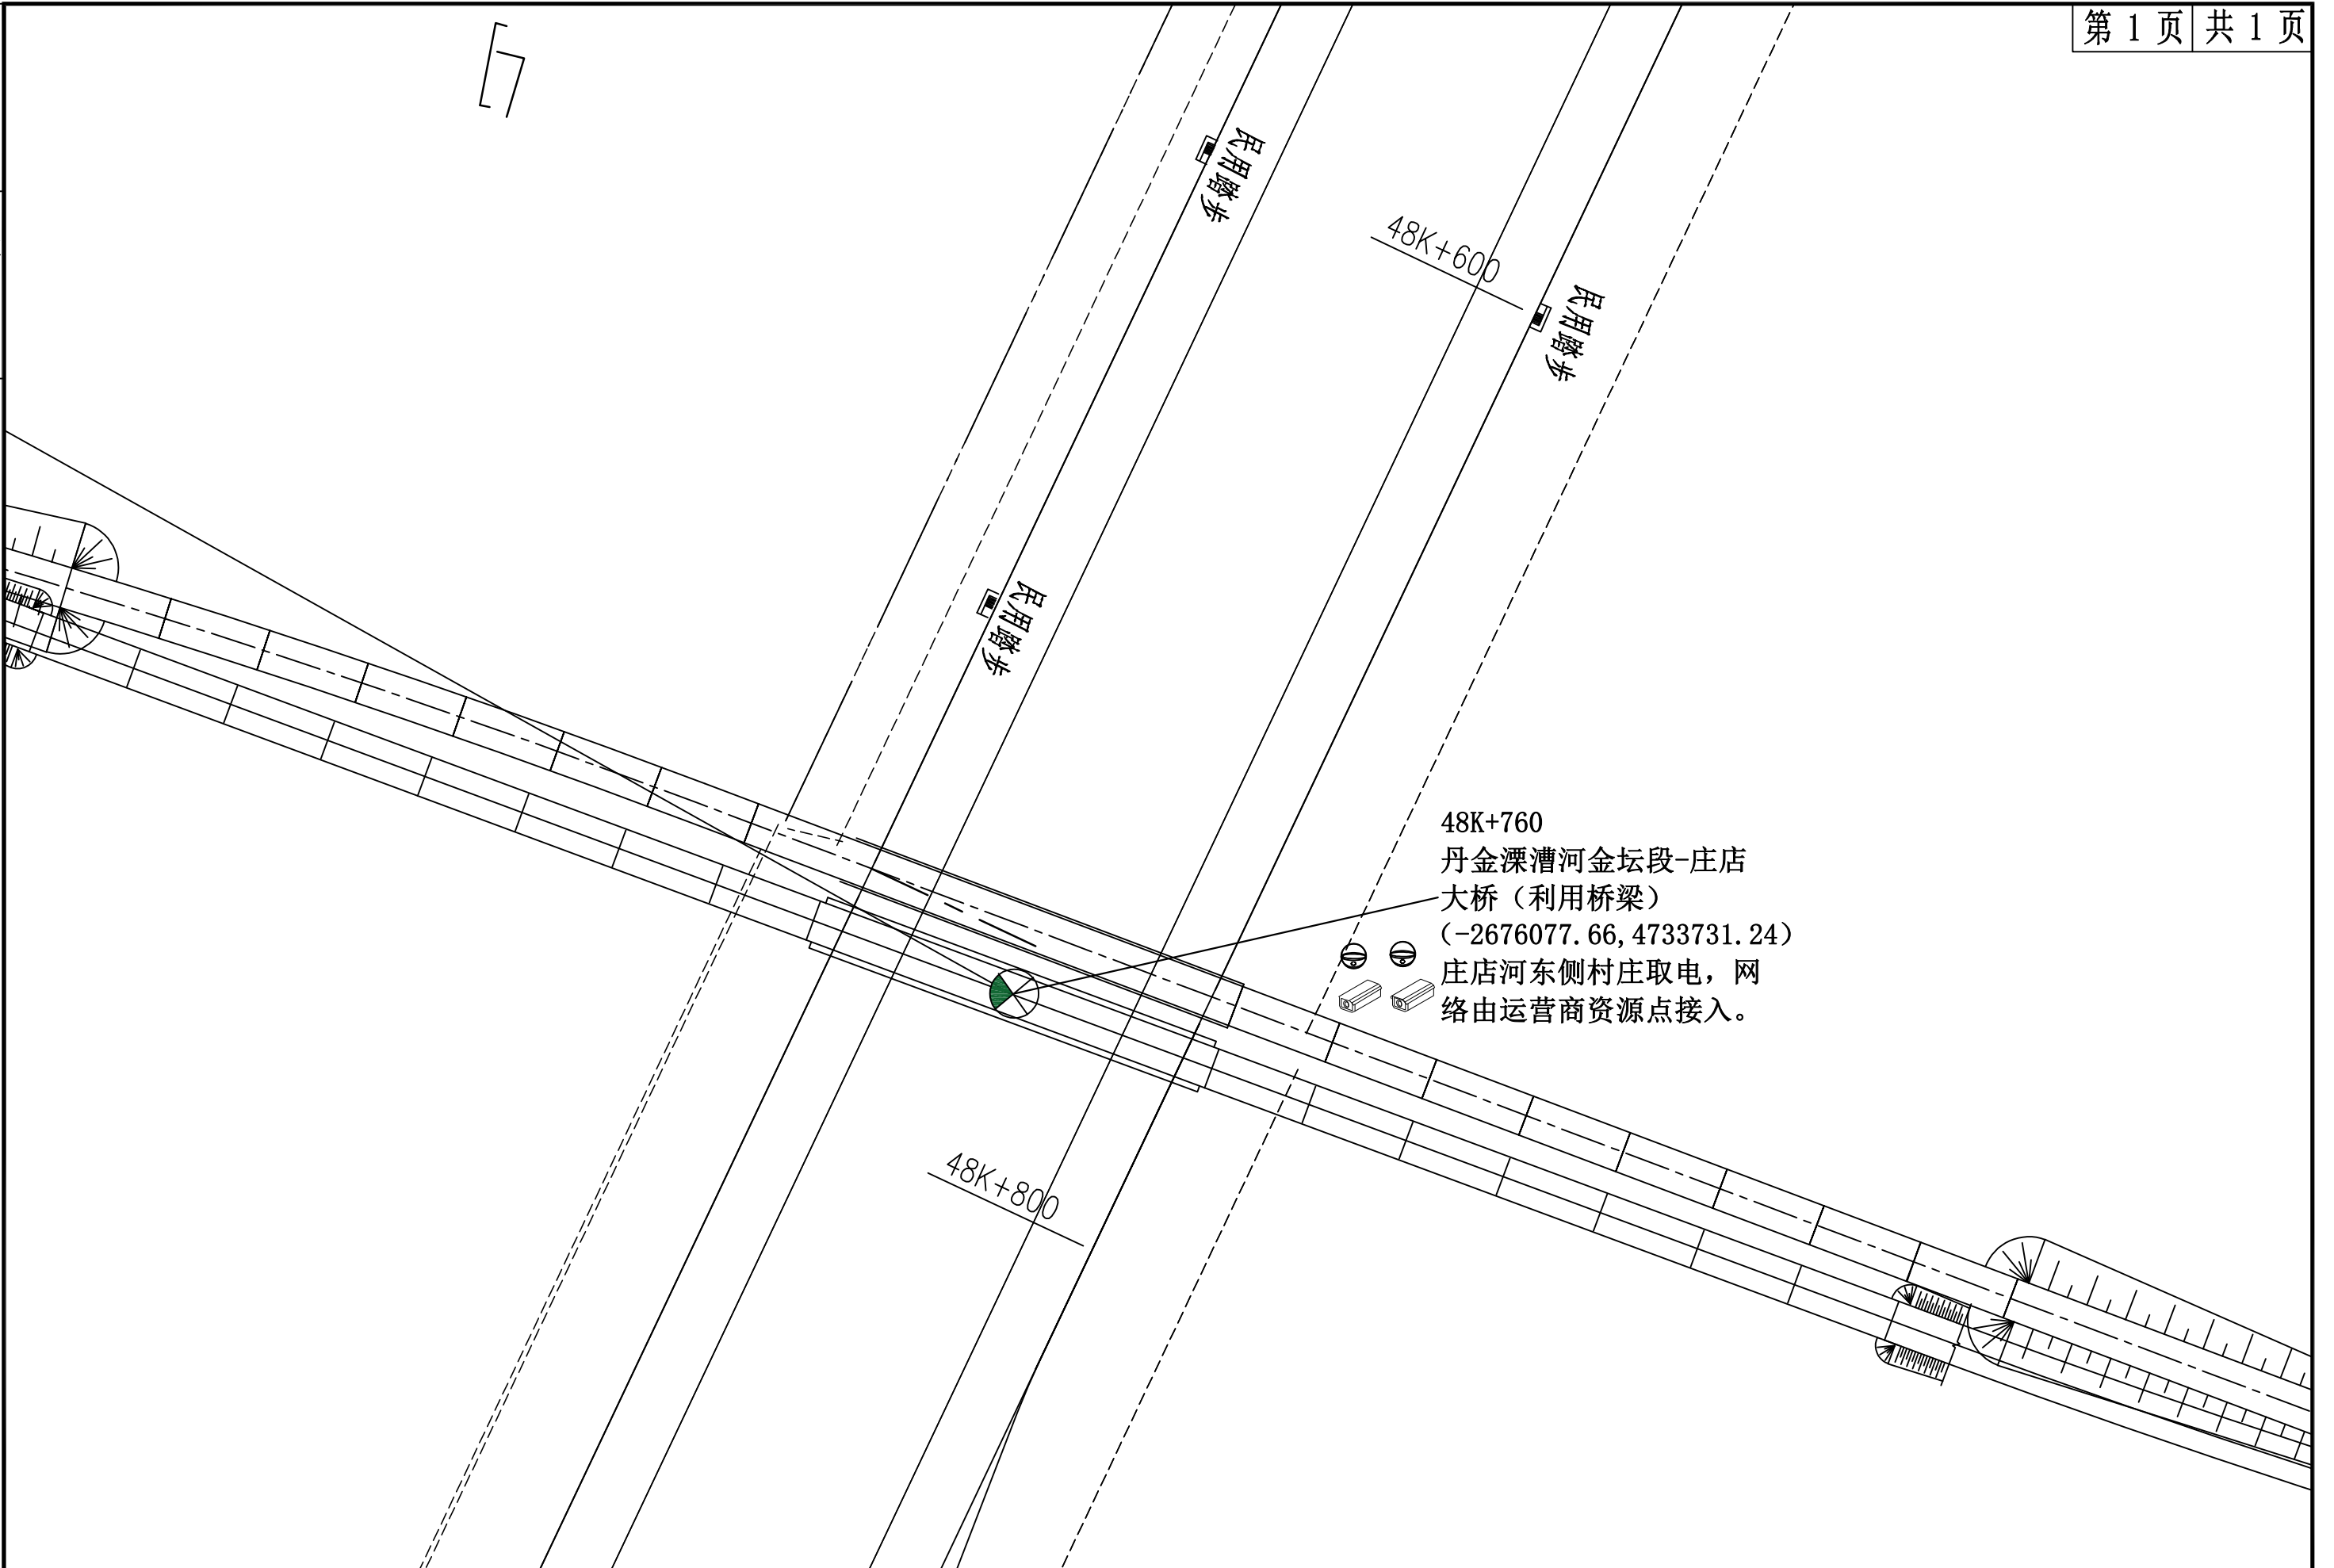 第 1 页 共 1 页
民用踏步
48K+600
民用踏步
民用踏步
48K+760
丹金溧漕河金坛段-庄店
大桥（利用桥梁）
(-2676077.66,4733731.24)
庄店河东侧村庄取电，网
络由运营商资源点接入。
48K+800